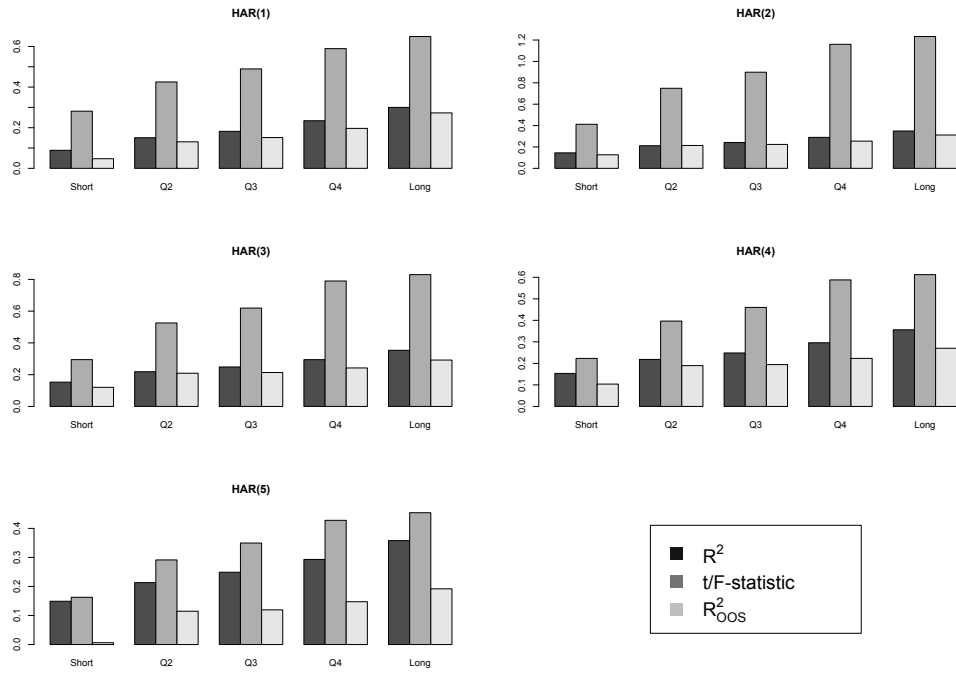 HAR(1)
0.0 0.2 0.4 0.6
Short Q2 Q3 Q4 Long
HAR(2)
0.0 0.2 0.4 0.6 0.8 1.0 1.2
Short Q2 Q3 Q4 Long
HAR(3)
0.0 0.2 0.4 0.6 0.8
Short Q2 Q3 Q4 Long
HAR(4)
0.0 0.1 0.2 0.3 0.4 0.5 0.6
Short Q2 Q3 Q4 Long
HAR(5)
0.0 0.1 0.2 0.3 0.4
Short Q2 Q3 Q4 Long
R²
t/F-statistic
R²OOS